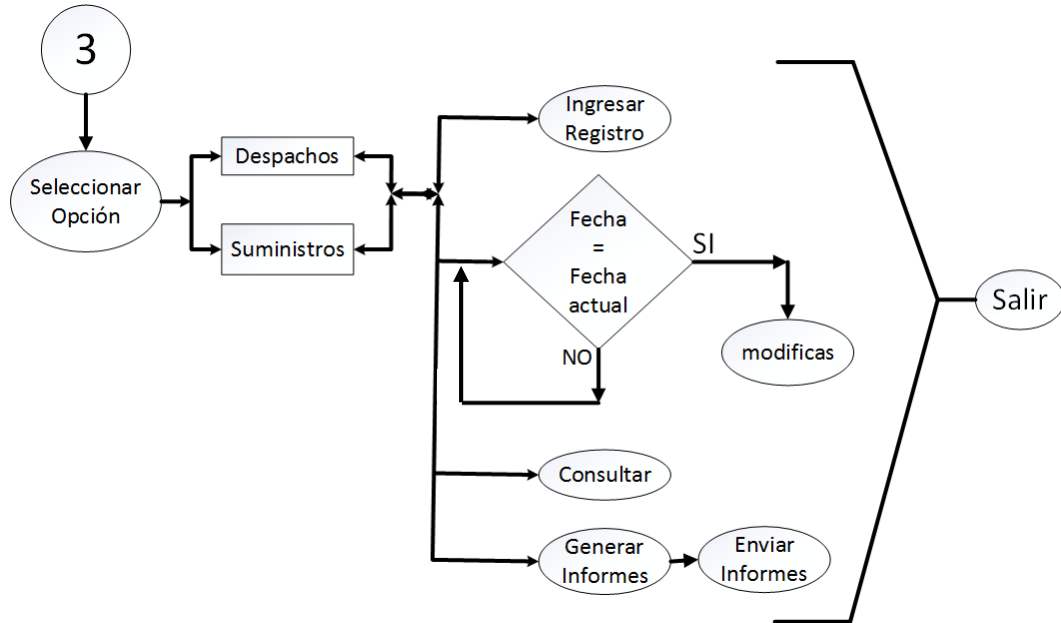 3
Seleccionar
Opción
Despachos
Suministros
Ingresar
Registro
Fecha
=
Fecha
actual
SI
NO
modificas
Consultar
Generar
Informes
Enviar
Informes
Salir